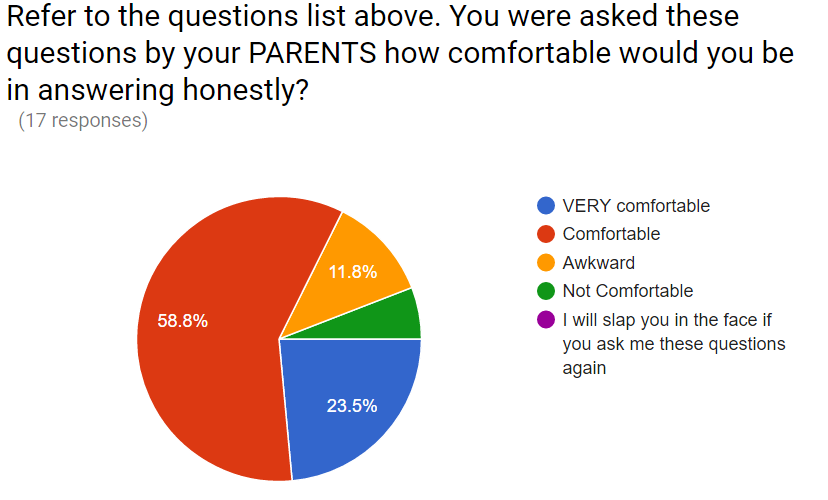 Refer to the questions list above. You were asked these
questions by your PARENTS how comfortable would you be
in answering honestly?
(17 responses)
VERY comfortable
Comfortable
Awkward
Not Comfortable
I will slap you in the face if
you ask me these questions
again
11.8%
58.8%
23.5%